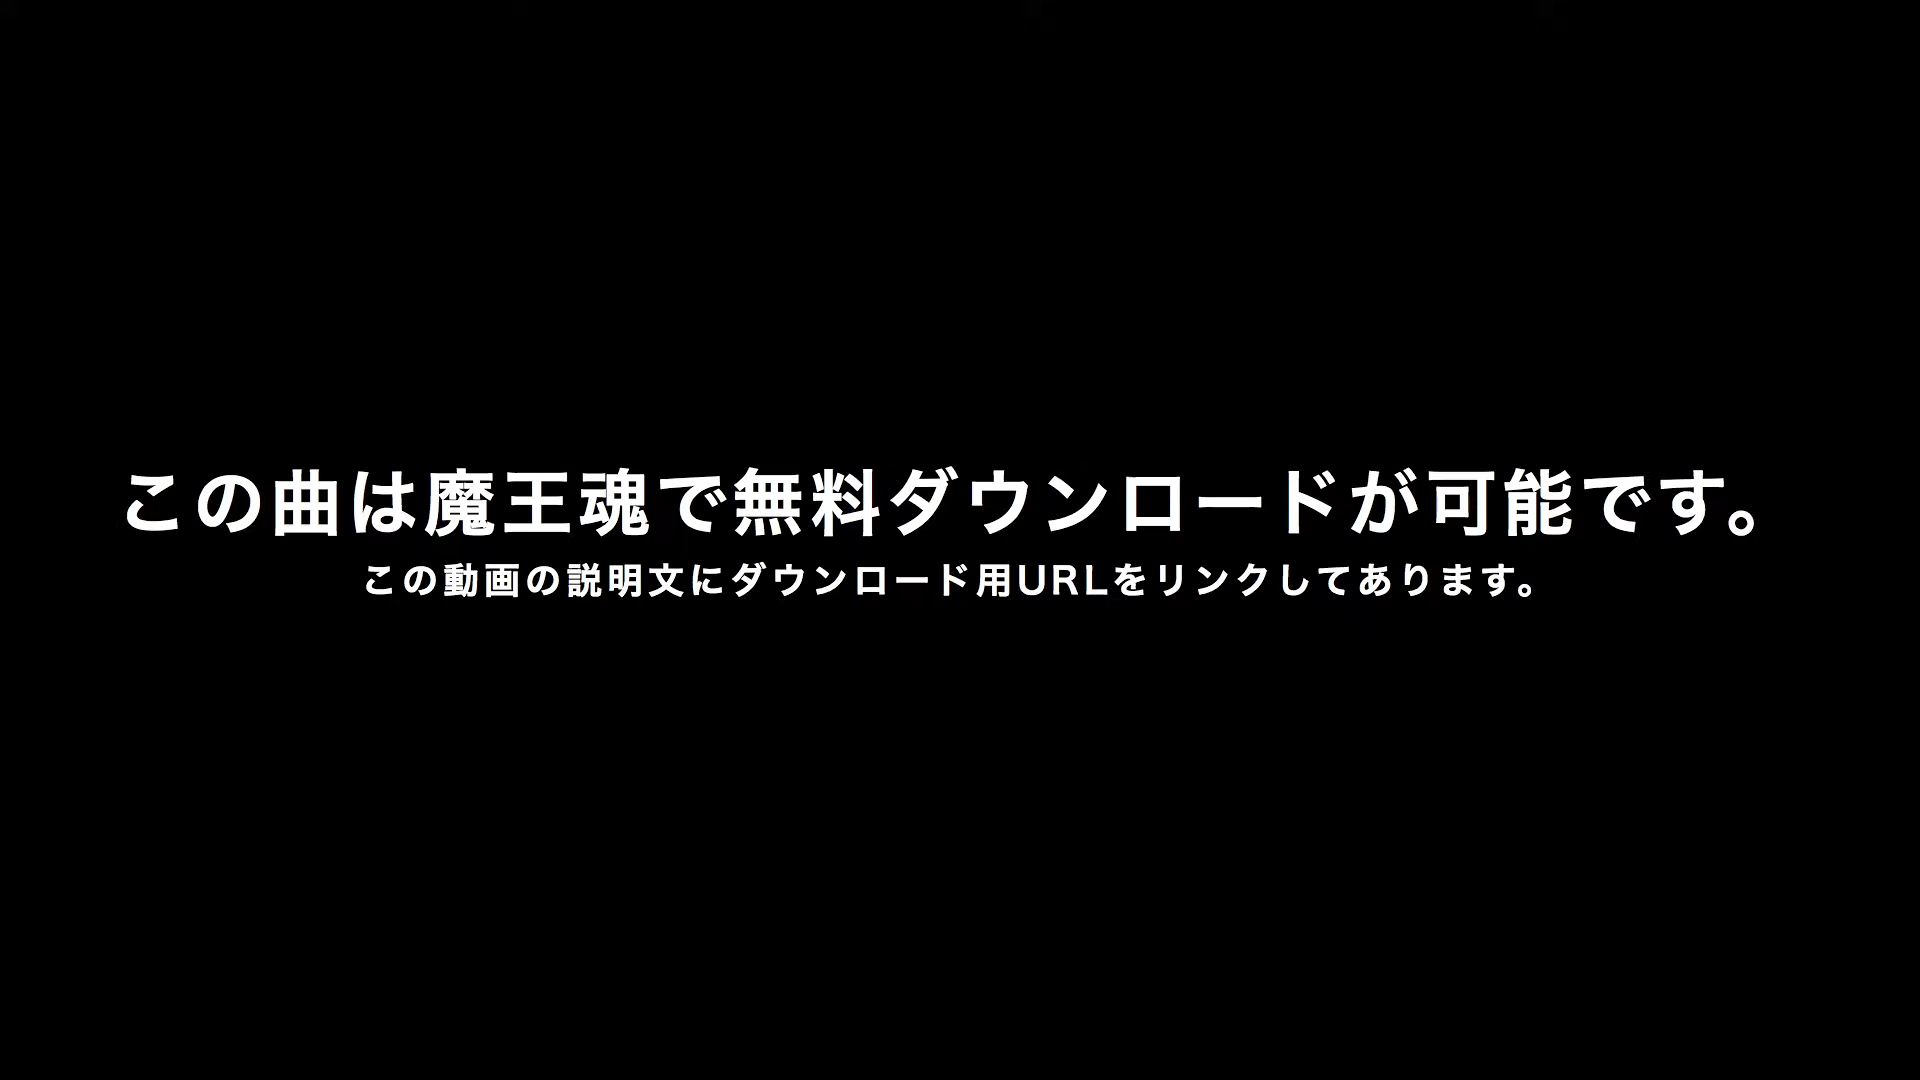 この曲は魔王魂で無料ダウンロードが可能です。
この動画の説明文にダウンロード用URLをリンクしてあります。